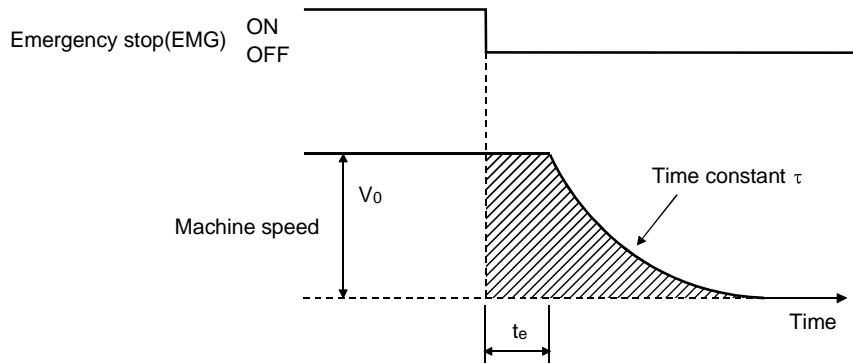 ON
Emergency stop(EMG)
OFF
V0
Time constant τ
Machine speed
Time
te